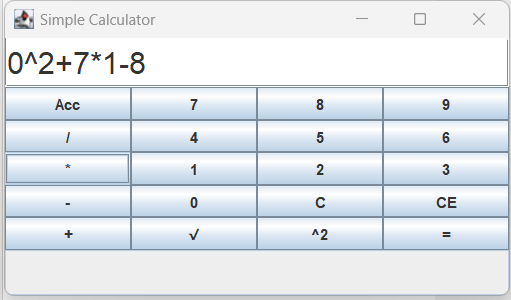 Simple Calculator
0^2+7*1-8
Acc 7 8 9
/ 4 5 6
* 1 2 3
- 0 C CE
+ √ ^2 =